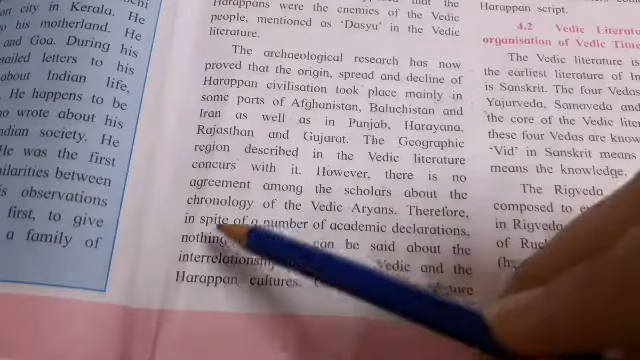 ort city in Kerala. He
to his motherland. He
and Goa. During his
etailed letters to his
about Indian life,
He happens to be
who wrote about his
ndian society. He
He was the first
milarities between
is observations
first, to give
a family of
Harappans were the enemies of the Vedic
people, mentioned as 'Dasyu' in the Vedic
literature.
The archaeological research has now
proved that the origin, spread and decline of
Harappan civilisation took place mainly in
some parts of Afghanistan, Baluchistan and
Iran as well as in Punjab, Harayana,
Rajasthan and Gujarat. The Geographic
region described in the Vedic literature
concurs with it. However, there is no
agreement among the scholars about the
chronology of the Vedic Aryans. Therefore,
in spite of a number of academic declarations,
nothing can be said about the
interrelationship Vedic and the
Harappan cultures.
Harappan script.
4.2 Vedic Literatu
organisation of Vedic Time
The Vedic literature is
the earliest literature of In
is Sanskrit. The four Vedas
Yajurveda, Samaveda and
the core of the Vedic liter
these four Vedas are know
'Vid' in Sanskrit means
means the knowledge.
The Rigveda
composed to
in Rigveda
of Ruch